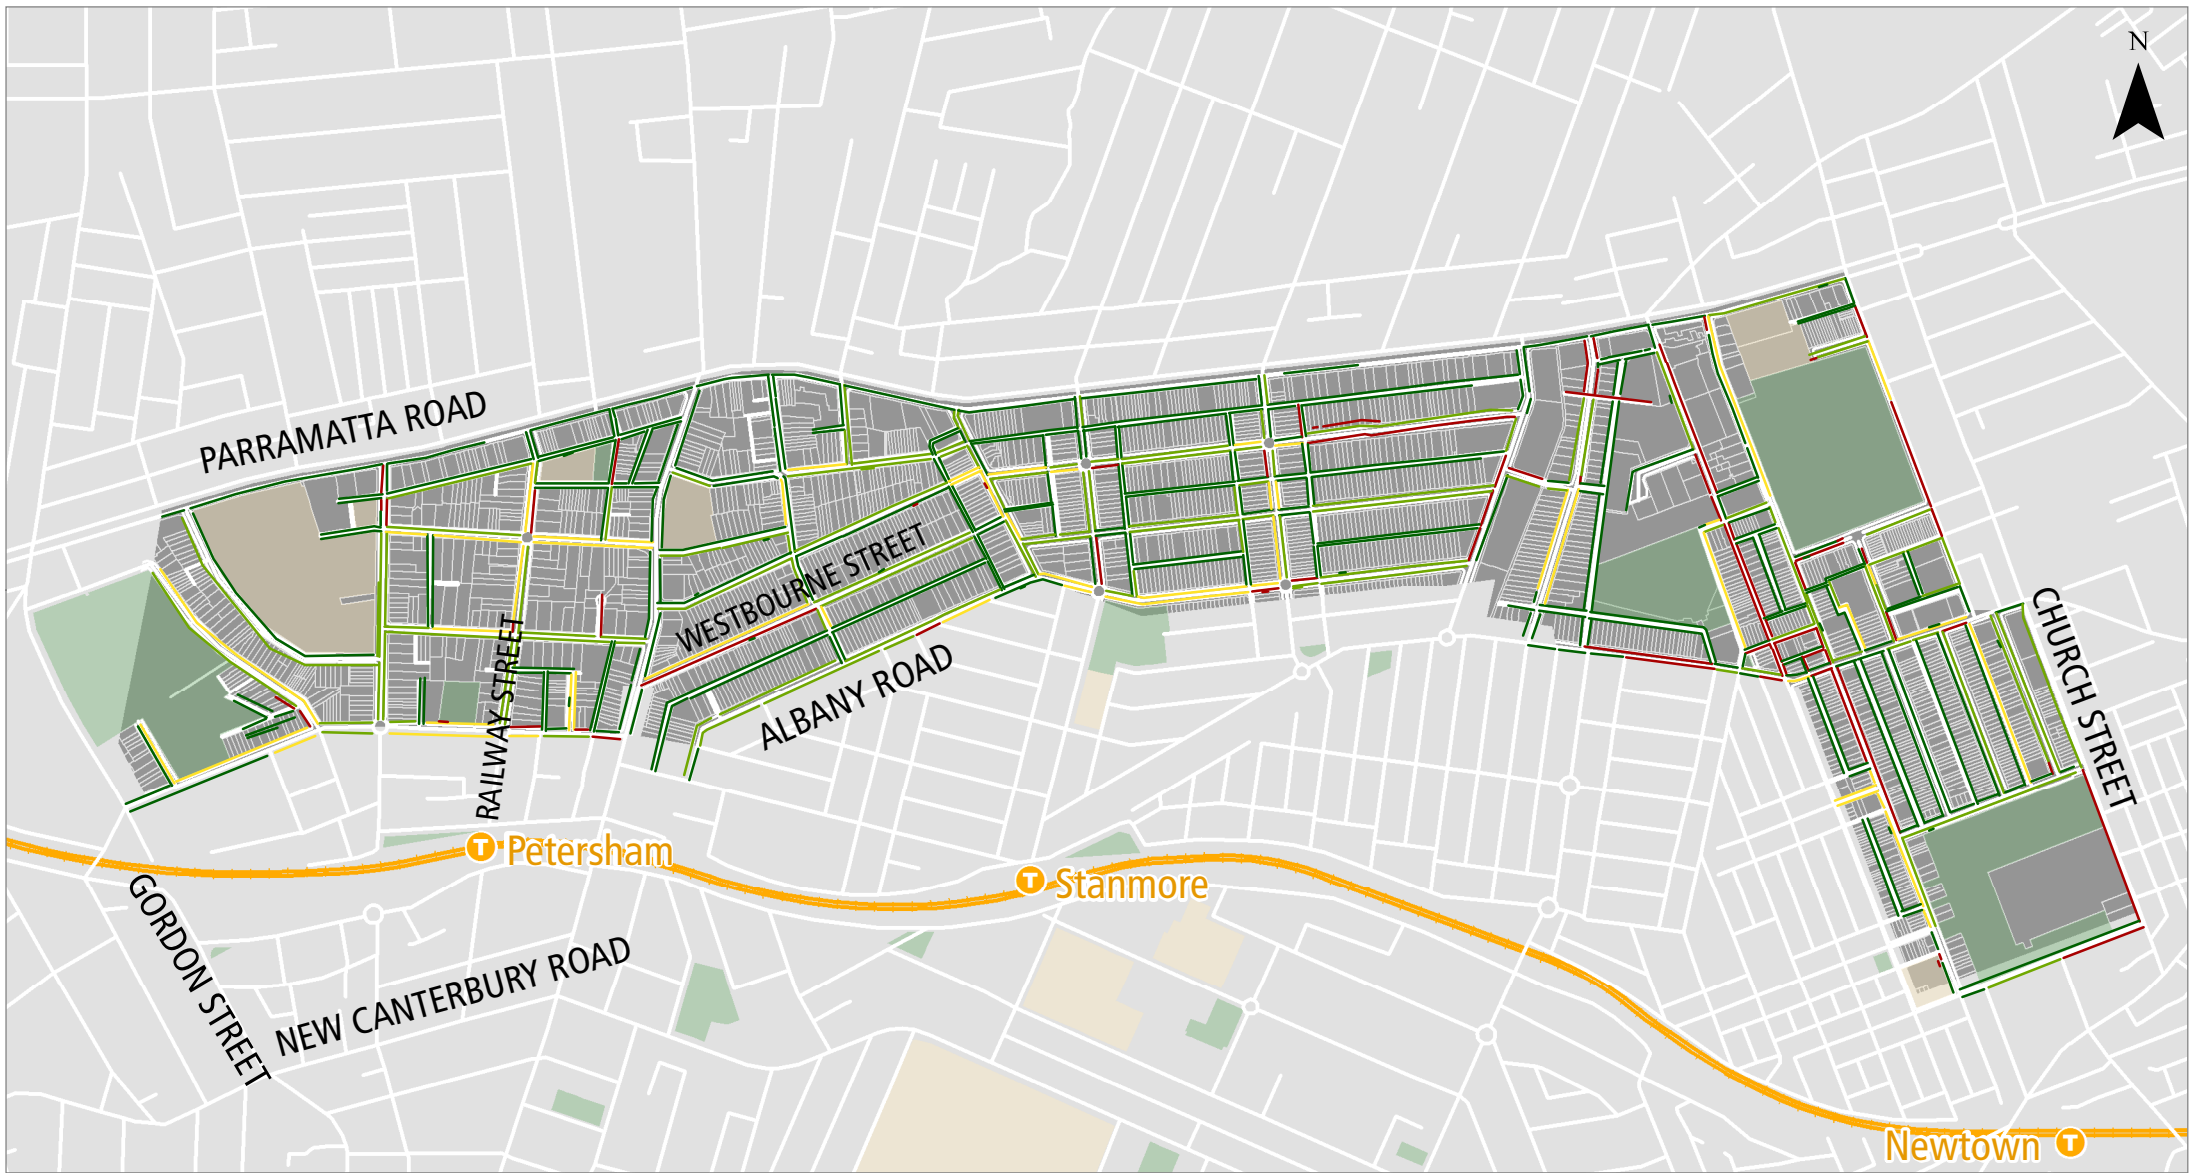 N
PARRAMATTA ROAD
WESTBOURNE STREET
CHURCH STREET
ALBANY ROAD
RAILWAY STREET
T Petersham
T Stanmore
GORDON STREET
NEW CANTERBURY ROAD
Newtown T